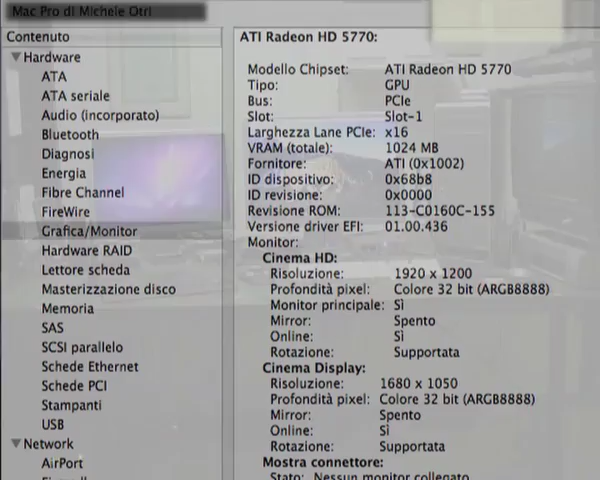 Mac Pro di Michele Otri
Contenuto
Hardware
ATA
ATA seriale
Audio (incorporato)
Bluetooth
Diagnosi
Energia
Fibre Channel
FireWire
Grafica/Monitor
Hardware RAID
Lettore scheda
Masterizzazione disco
Memoria
SAS
SCSI parallelo
Schede Ethernet
Schede PCI
Stampanti
USB
Network
AirPort
ATI Radeon HD 5770:
Modello Chipset: ATI Radeon HD 5770
Tipo: GPU
Bus: PCIe
Slot: Slot-1
Larghezza Lane PCIe: x16
VRAM (totale): 1024 MB
Fornitore: ATI (0x1002)
ID dispositivo: 0x68b8
ID revisione: 0x0000
Revisione ROM: 113-C0160C-155
Versione driver EFI: 01.00.436
Monitor:
Cinema HD:
Risoluzione: 1920 x 1200
Profondità pixel: Colore 32 bit (ARGB8888)
Monitor principale: Sì
Mirror: Spento
Online: Sì
Rotazione: Supportata
Cinema Display:
Risoluzione: 1680 x 1050
Profondità pixel: Colore 32 bit (ARGB8888)
Mirror: Spento
Online: Sì
Rotazione: Supportata
Mostra connettore:
Stato: Nessun monitor collegato